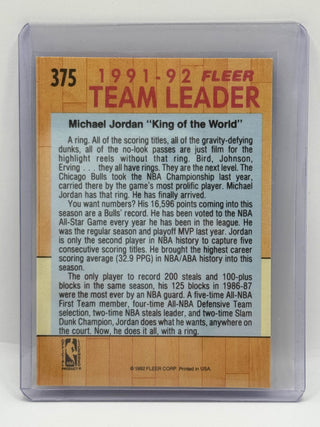 375
1991-92 FLEER
TEAM LEADER
Michael Jordan "King of the World"
A ring. All of the scoring titles, all of the gravity-defying
dunks, all of the no-look passes are just film for the
highlight reels without that ring. Bird, Johnson,
Erving . . . they all have rings. They are the next level. The
Chicago Bulls took the NBA Championship last year,
carried there by the game's most prolific player. Michael
Jordan has that ring. He has finally arrived.
You want numbers? His 16,596 points coming into this
season are a Bulls' record. He has been voted to the NBA
All-Star Game every year he has been in the league. He
was the regular season and playoff MVP last year. Jordan
is only the second player in NBA history to capture five
consecutive scoring titles. He brought the highest career
scoring average (32.9 PPG) in NBA/ABA history into this
season.
The only player to record 200 steals and 100-plus
blocks in the same season, his 125 blocks in 1986-87
were the most ever by an NBA guard. A five-time All-NBA
First Team member, four-time All-NBA Defensive Team
selection, two-time NBA steals leader, and two-time Slam
Dunk Champion, Jordan does what he wants, anywhere on
the court. Now, he does it all, with a ring.
NBA
© 1992 FLEER CORP. Printed in USA.